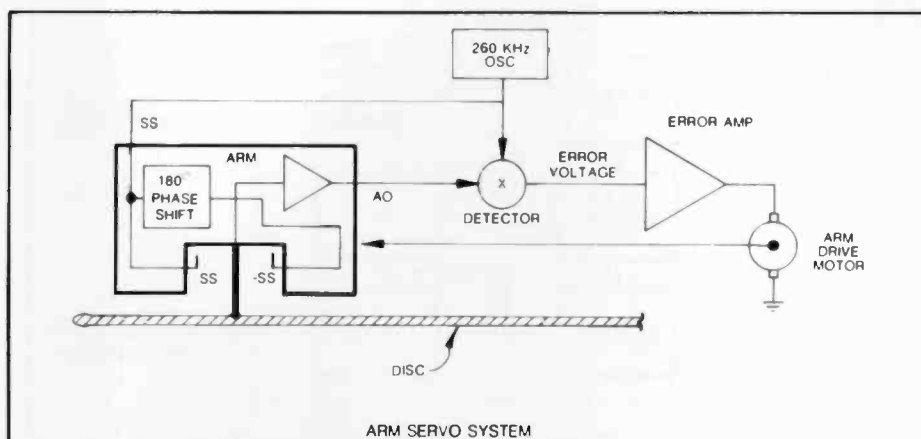 260 KHz
OSC
SS
ARM
ERROR AMP
180°
PHASE
SHIFT
AO
X
ERROR
VOLTAGE
DETECTOR
SS
-SS
ARM
DRIVE
MOTOR
DISC
ARM SERVO SYSTEM